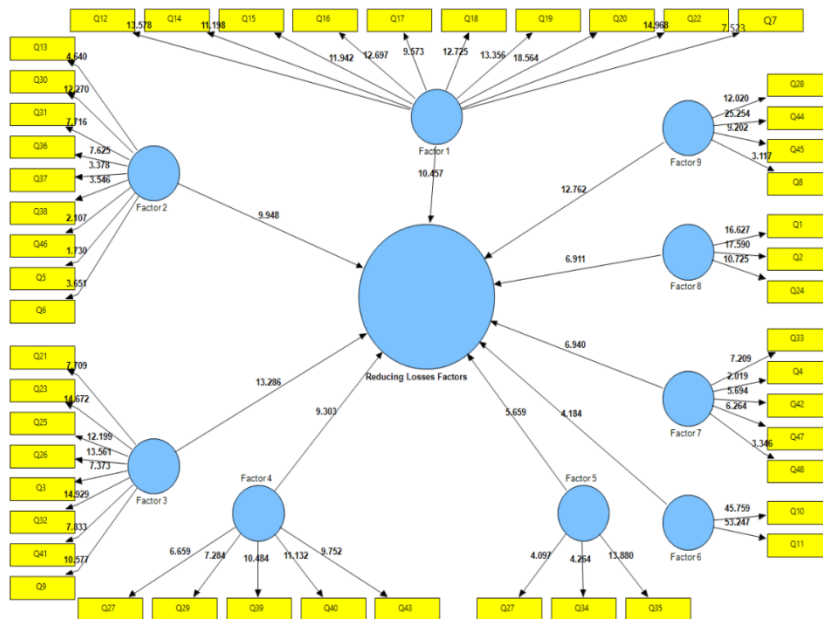 Q12 Q14 Q15 Q16 Q17 Q18 Q19 Q20 Q22 Q7
13.578 11.198 11.942 12.697 9.573 12.725 13.356 18.564 14.968 7.523
Factor 1
10.457
Q13
4.640
Q30
12.270
Q31
7.716
Q36
7.625
Q37
3.378
Q38
3.546
Q46
2.107
Q5
1.730
Q6
3.651
Factor 2
9.948
Q28
12.020
Q44
25.254
Q45
9.202
Q8
3.117
Factor 9
12.762
Q1
16.627
Q2
17.590
Q24
10.725
Factor 8
6.911
Reducing Losses Factors
Q33
7.209
Q4
2.019
Q42
5.694
Q47
6.264
Q48
3.346
Factor 7
6.940
Q21
7.709
Q23
14.672
Q25
12.199
Q26
13.561
Q3
7.373
Q32
14.929
Q41
7.833
Q9
10.577
Factor 3
13.286
Factor 4
9.303
6.659 7.284 10.484 11.132 9.752
Q27 Q29 Q39 Q40 Q43
Factor 5
5.659
4.097 4.264 13.880
Q27 Q34 Q35
4.184
Factor 6
Q10
45.759
Q11
53.247